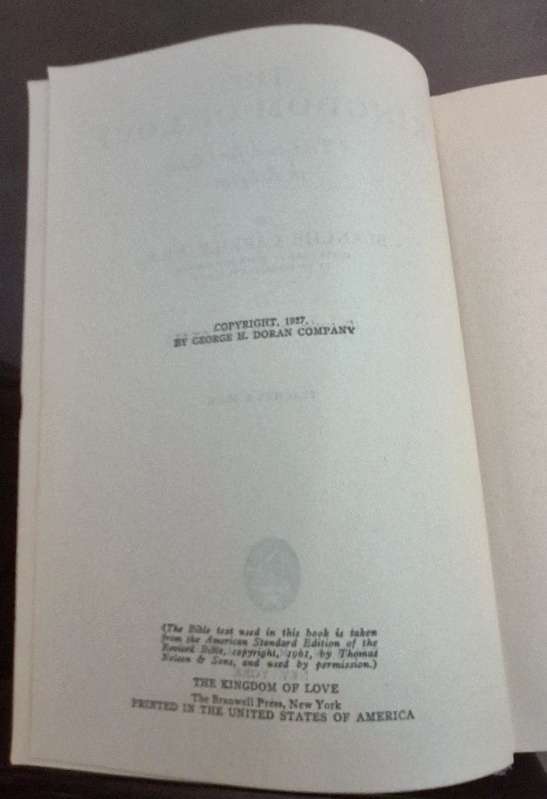 COPYRIGHT, 1927,
BY GEORGE H. DORAN COMPANY
(The Bible text used in this book is taken
from the American Standard Edition of the
Revised Bible, copyright, 1901, by Thomas
Nelson & Sons, and used by permission.)
THE KINGDOM OF LOVE
The Branwell Press, New York
PRINTED IN THE UNITED STATES OF AMERICA